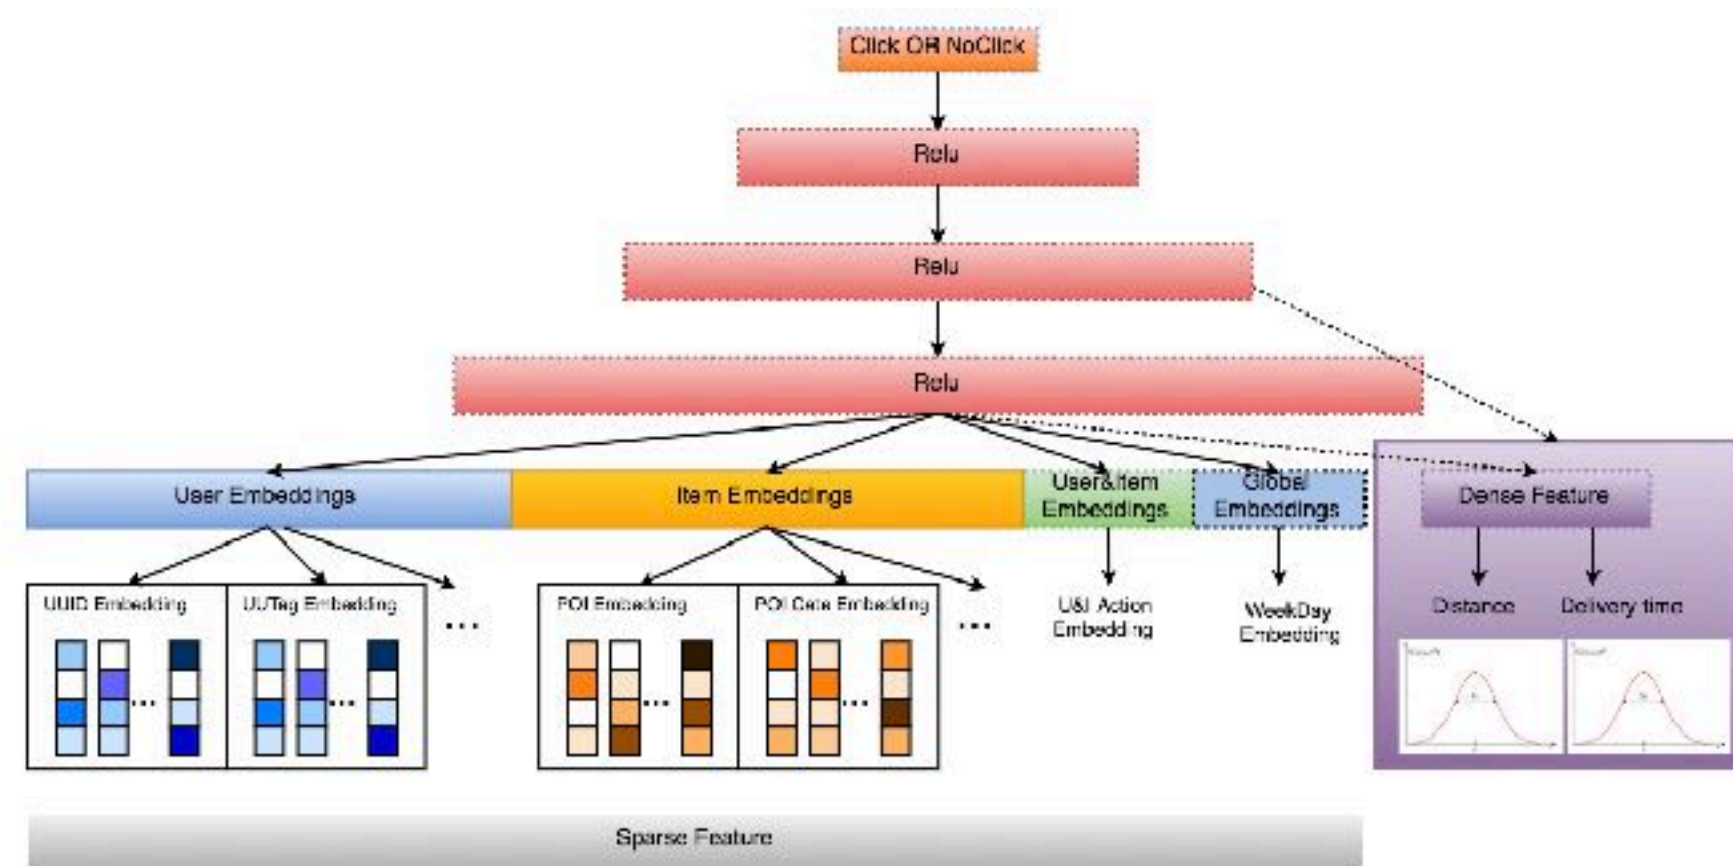 Click OR NoClick
Relu
Relu
Relu
User Embeddings
Item Embeddings
User&Item
Embeddings
Global
Embeddings
Dense Feature
UUID Embedding
UUTag Embedding
...
POI Embedding
POI Cate Embedding
...
U&I Action
Embedding
WeekDay
Embedding
Distance
Delivery time
...
...
...
...
Sparse Feature